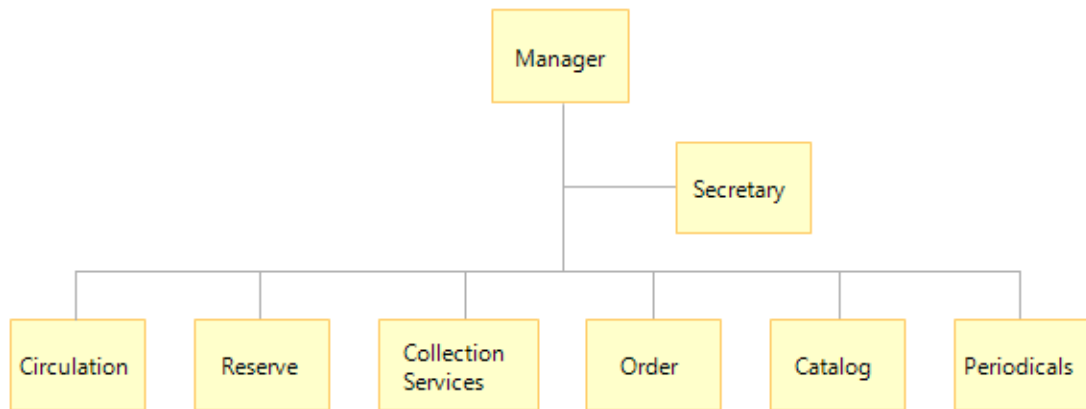 Manager
Secretary
Circulation
Reserve
Collection
Services
Order
Catalog
Periodicals